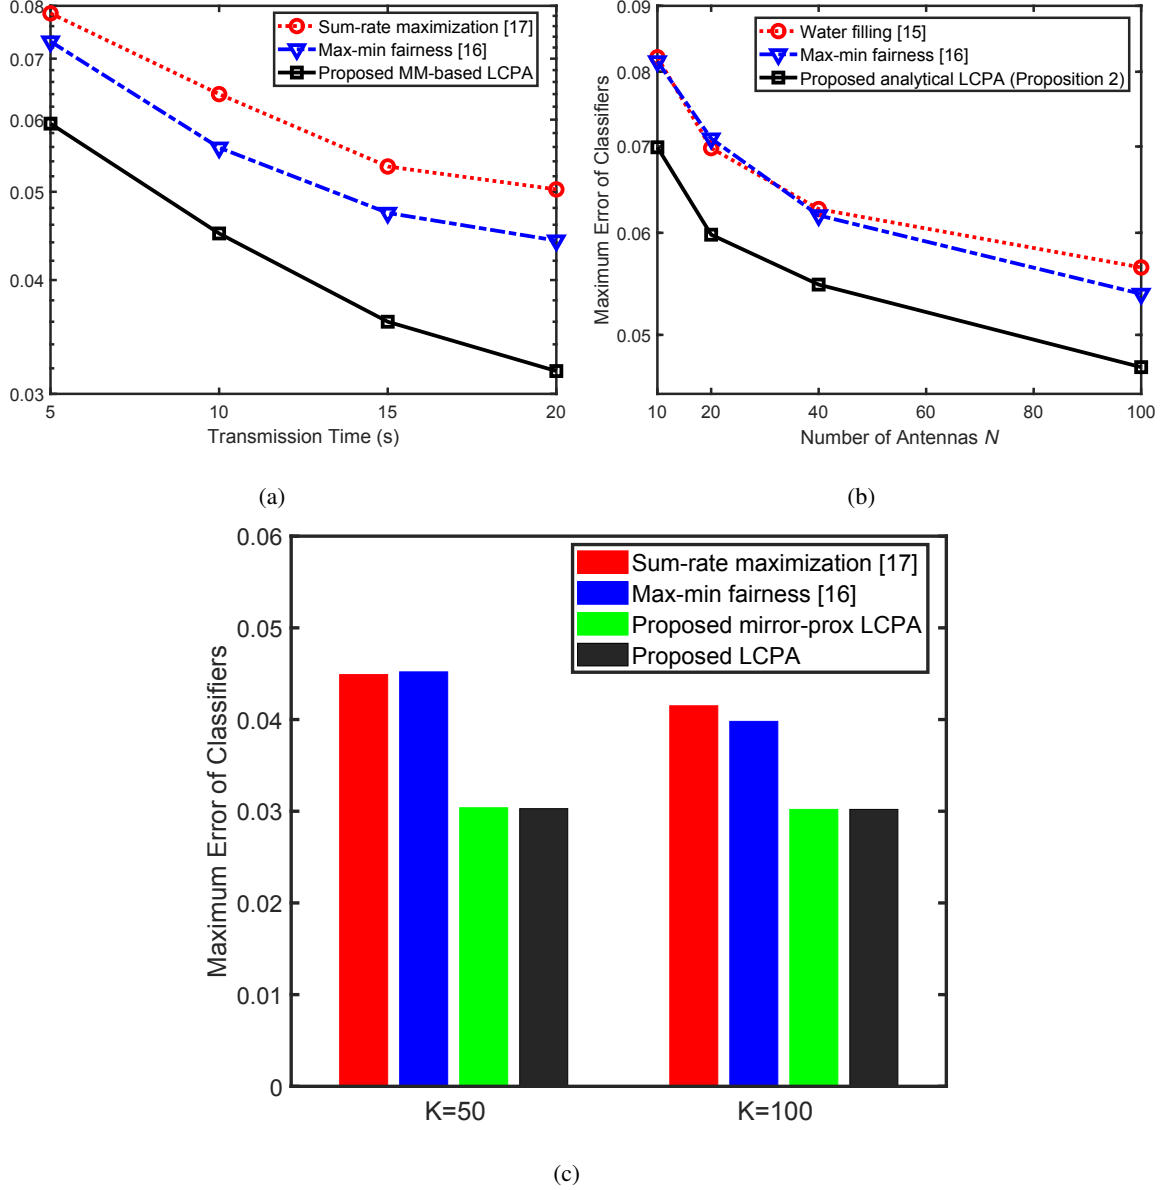 0.08
0.07
0.06
0.05
0.04
0.03
5
10
15
20
Transmission Time (s)
Sum-rate maximization [17]
Max-min fairness [16]
Proposed MM-based LCPA
(a)
Maximum Error of Classifiers
0.09
0.08
0.07
0.06
0.05
10
20
40
60
80
100
Number of Antennas N
Water filling [15]
Max-min fairness [16]
Proposed analytical LCPA (Proposition 2)
(b)
Maximum Error of Classifiers
0.06
0.05
0.04
0.03
0.02
0.01
0
K=50
K=100
Sum-rate maximization [17]
Max-min fairness [16]
Proposed mirror-prox LCPA
Proposed LCPA
(c)